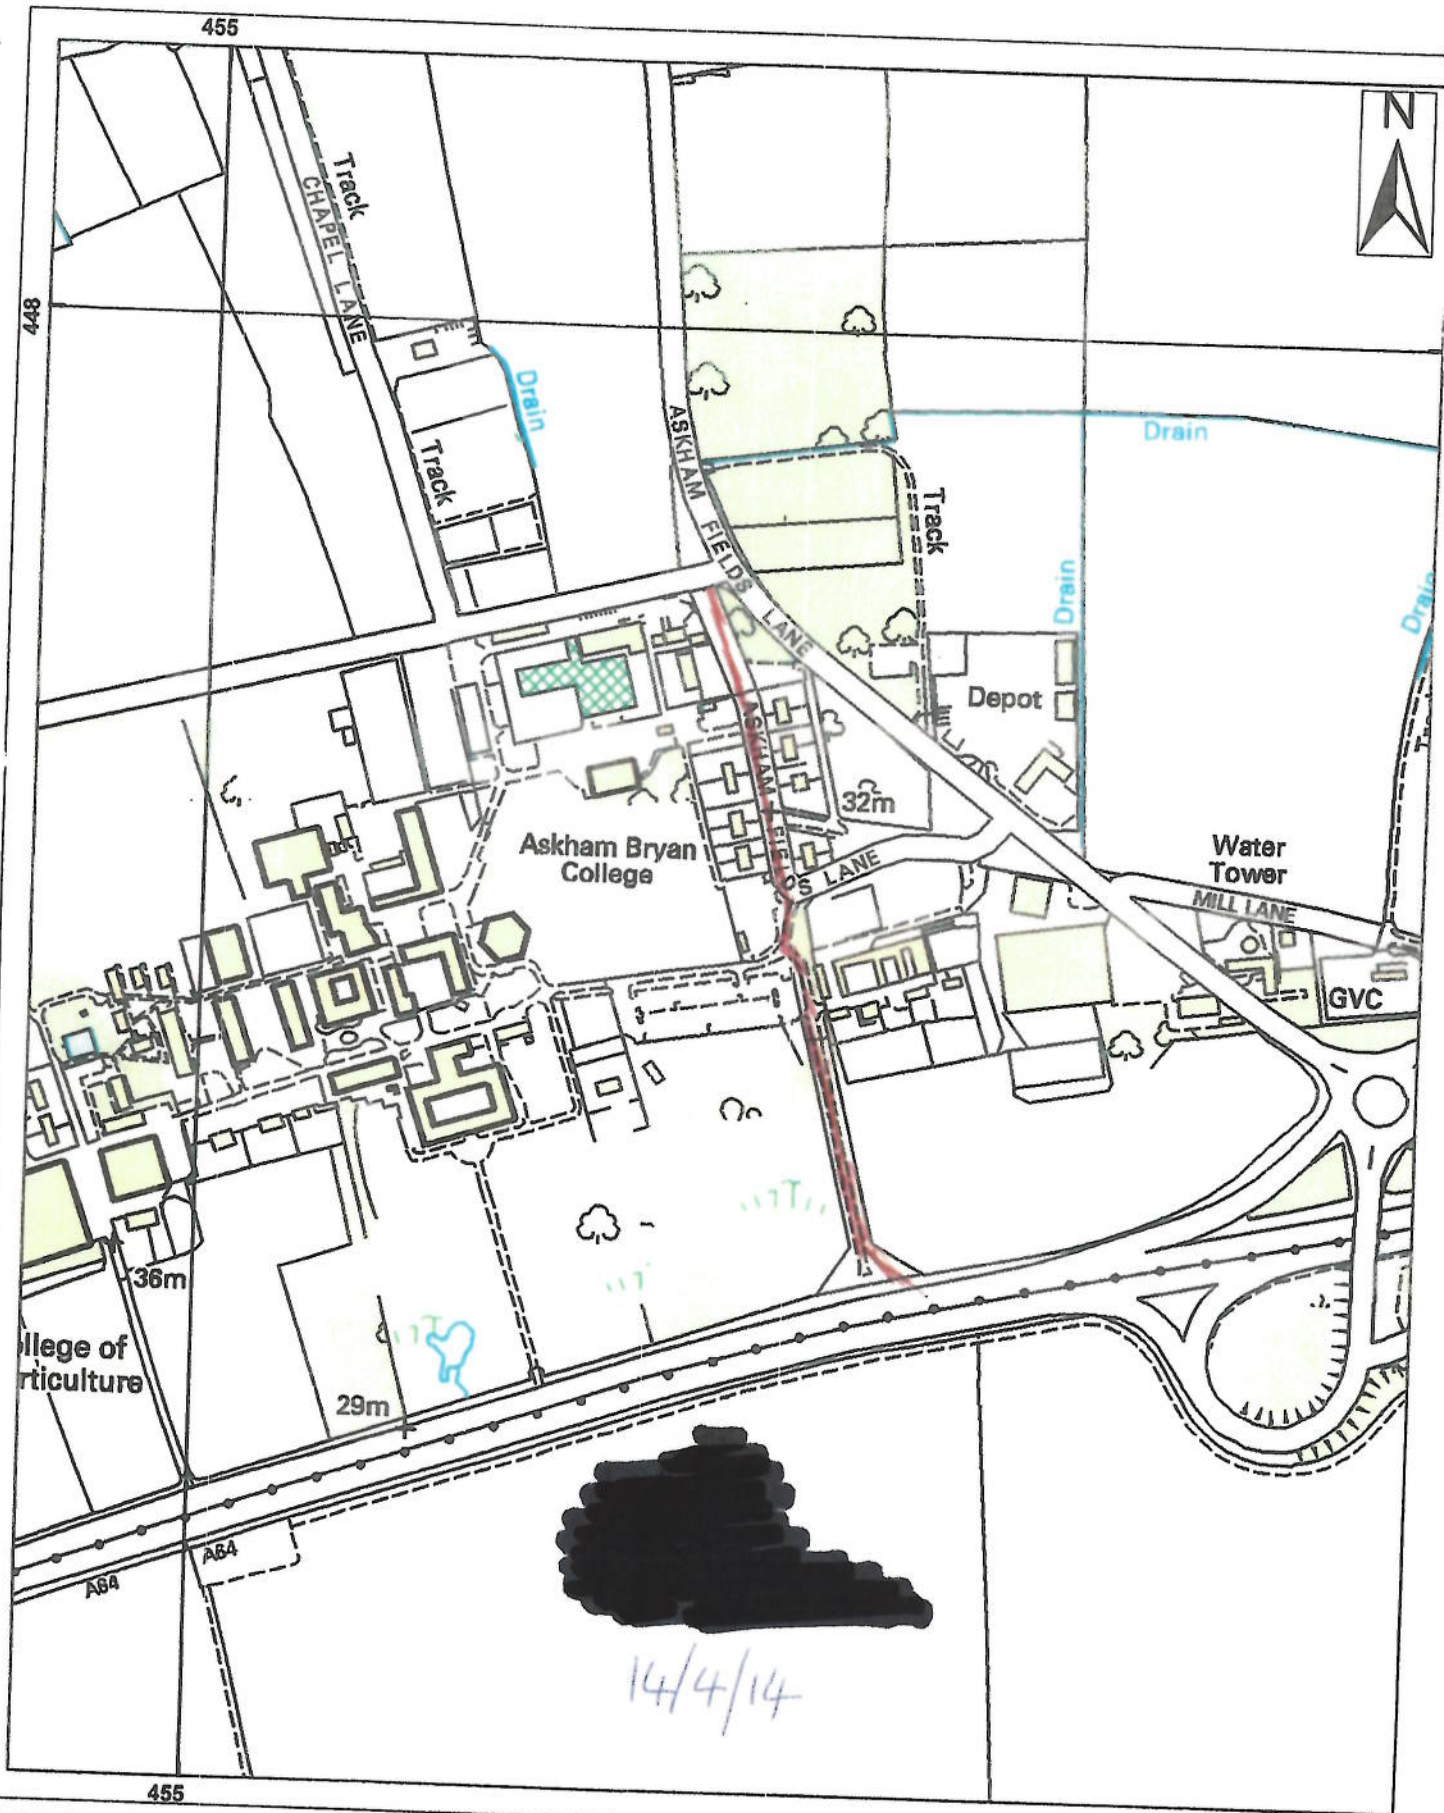 455
N
Track
CHAPEL LANE
448
Drain
ASKHAM FIELDS LANE
Drain
Track
Track
Drain
Drain
Depot
ASKHAM FIELDS LANE
32m
Askham Bryan
College
Water
Tower
MILL LANE
GVC
36m
llege of
rticulture
29m
A64
A64
14/4/14
455